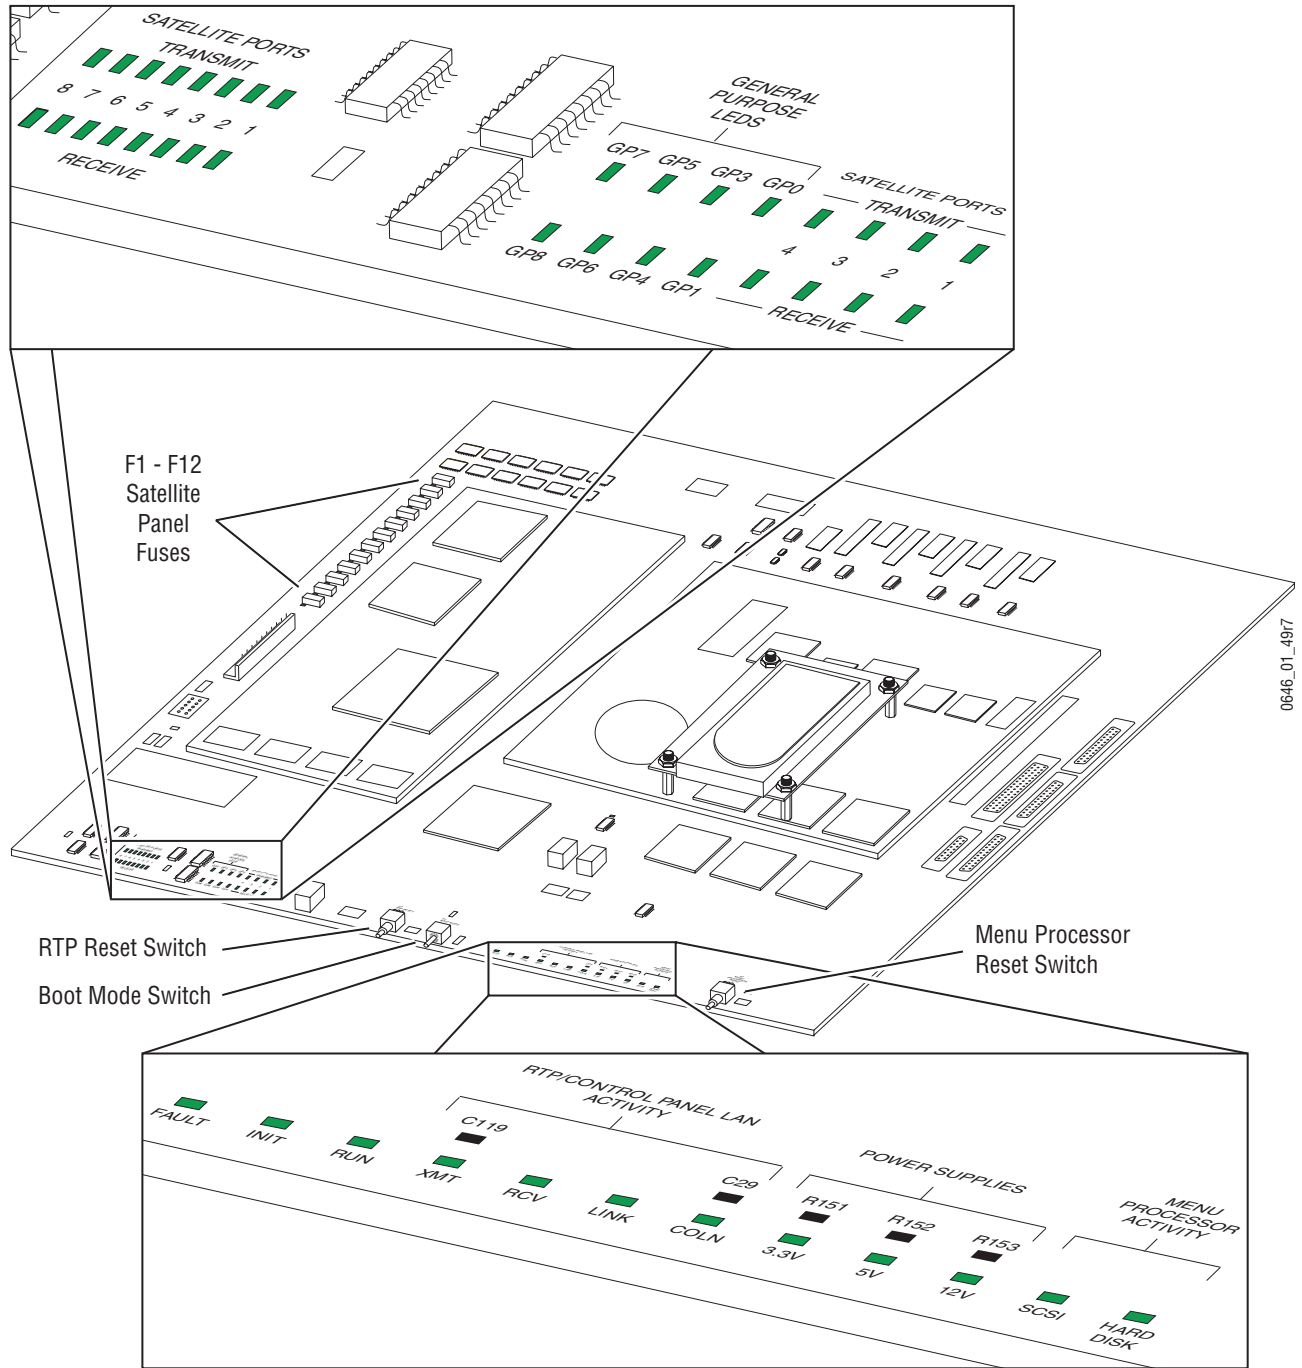 SATELLITE PORTS
TRANSMIT
8 7 6 5 4 3 2 1
RECEIVE
GENERAL
PURPOSE
LEDS
GP7 GP5 GP3 GP0
SATELLITE PORTS
TRANSMIT
4 3 2 1
GP8 GP6 GP4 GP1
RECEIVE
F1 - F12
Satellite
Panel
Fuses
0646_01_49r7
RTP Reset Switch
Boot Mode Switch
Menu Processor
Reset Switch
RTP/CONTROL PANEL LAN
ACTIVITY
C119
C29
FAULT INIT RUN XMT RCV LINK COLN
POWER SUPPLIES
R151 R152 R153
3.3V 5V 12V
MENU
PROCESSOR
ACTIVITY
SCSI
HARD
DISK